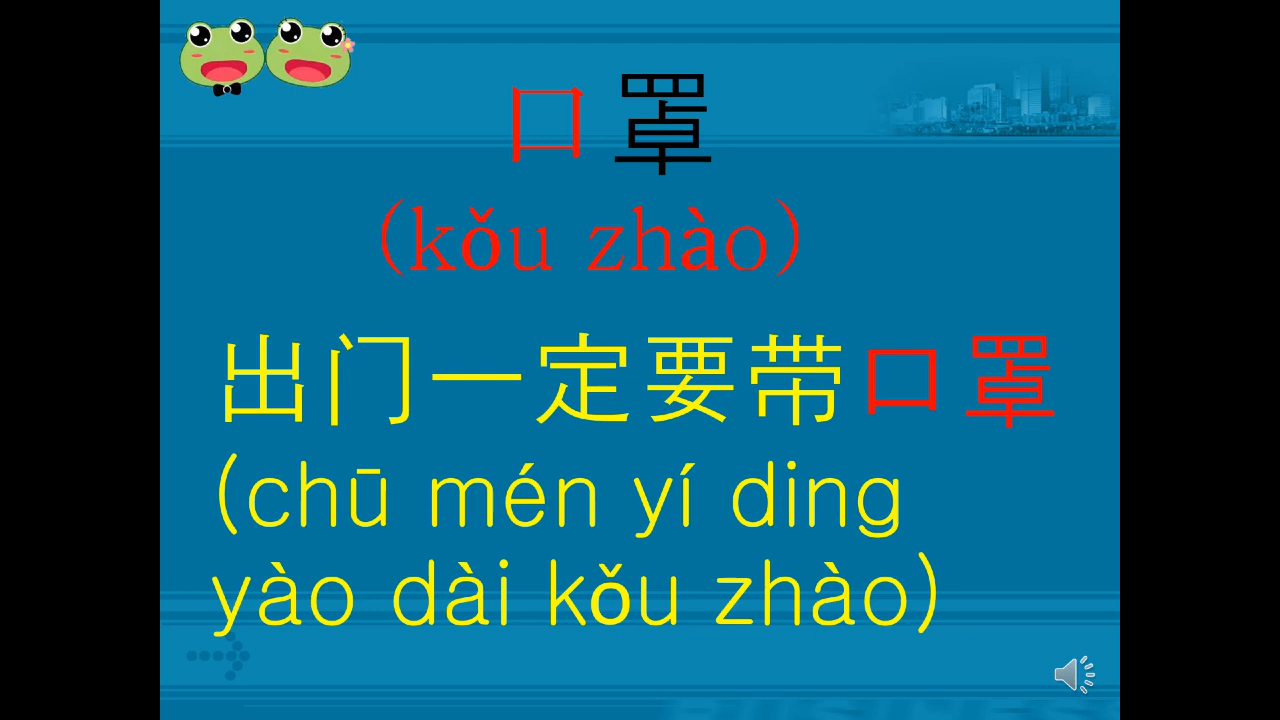 口罩
(kǒu zhào)
出门一定要带口罩
(chū mén yí ding
yào dài kǒu zhào)